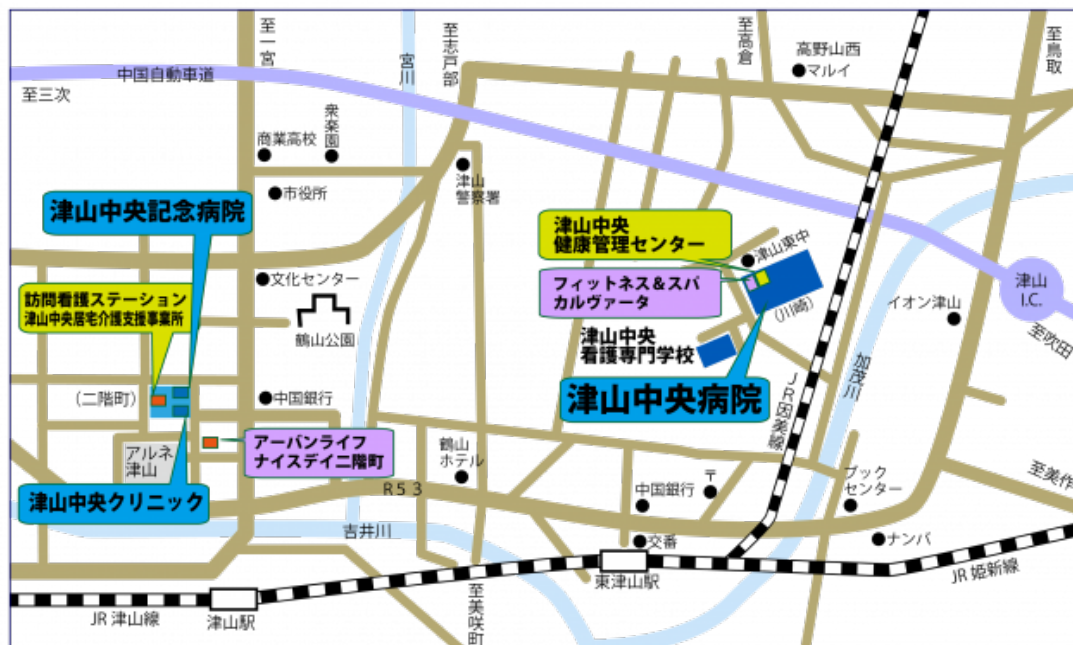 至一宮
宮川
至志戸部
至高倉
高野山西
マルイ
至鳥取
中国自動車道
至三次
商業高校
衆楽園
市役所
津山
警察署
津山中央記念病院
津山中央
健康管理センター
津山東中
フィットネス&スパ
カルヴァータ
(川崎)
津山
I.C.
イオン津山
至吹田
文化センター
訪問看護ステーション
津山中央居宅介護支援事業所
鶴山公園
津山中央
看護専門学校
津山中央病院
JR因美線
加茂川
(二階町)
中国銀行
アーバンライフ
ナイスデイ二階町
アルネ
津山
鶴山
ホテル
津山中央クリニック
R53
中国銀行
〒
ブック
センター
至美作
吉井川
交番
ナンバ
東津山駅
JR姫新線
JR津山線
津山駅
至美咲町